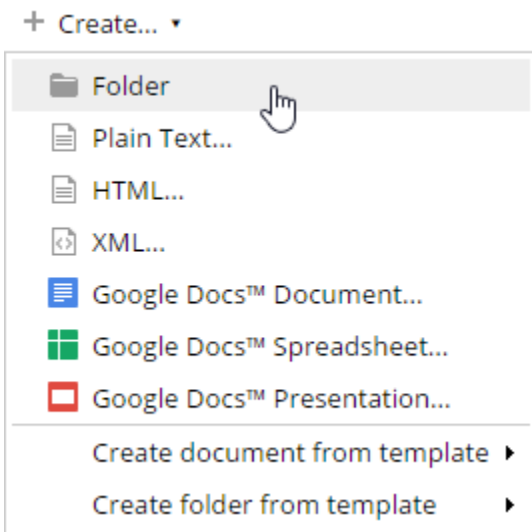 Create...
Folder
Plain Text...
HTML...
XML...
Google Docs™ Document...
Google Docs™ Spreadsheet...
Google Docs™ Presentation...
Create document from template
Create folder from template